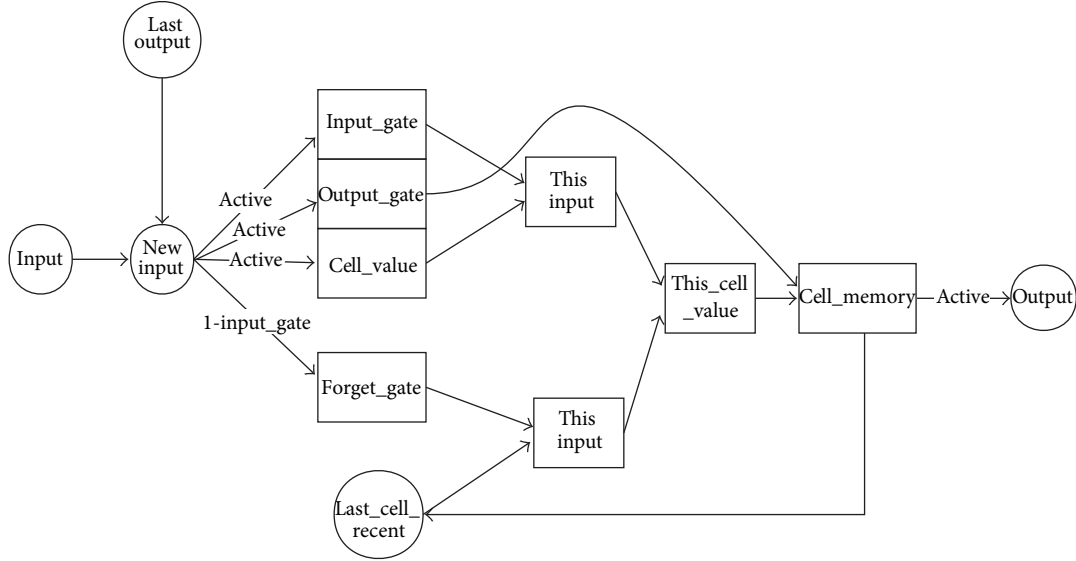 Last
output
Input_gate
Output_gate
Cell_value
Active
Active
Active
Input
New
input
1-input_gate
Forget_gate
This
input
This_cell
_value
Cell_memory
Active
Output
This
input
Last_cell_
recent